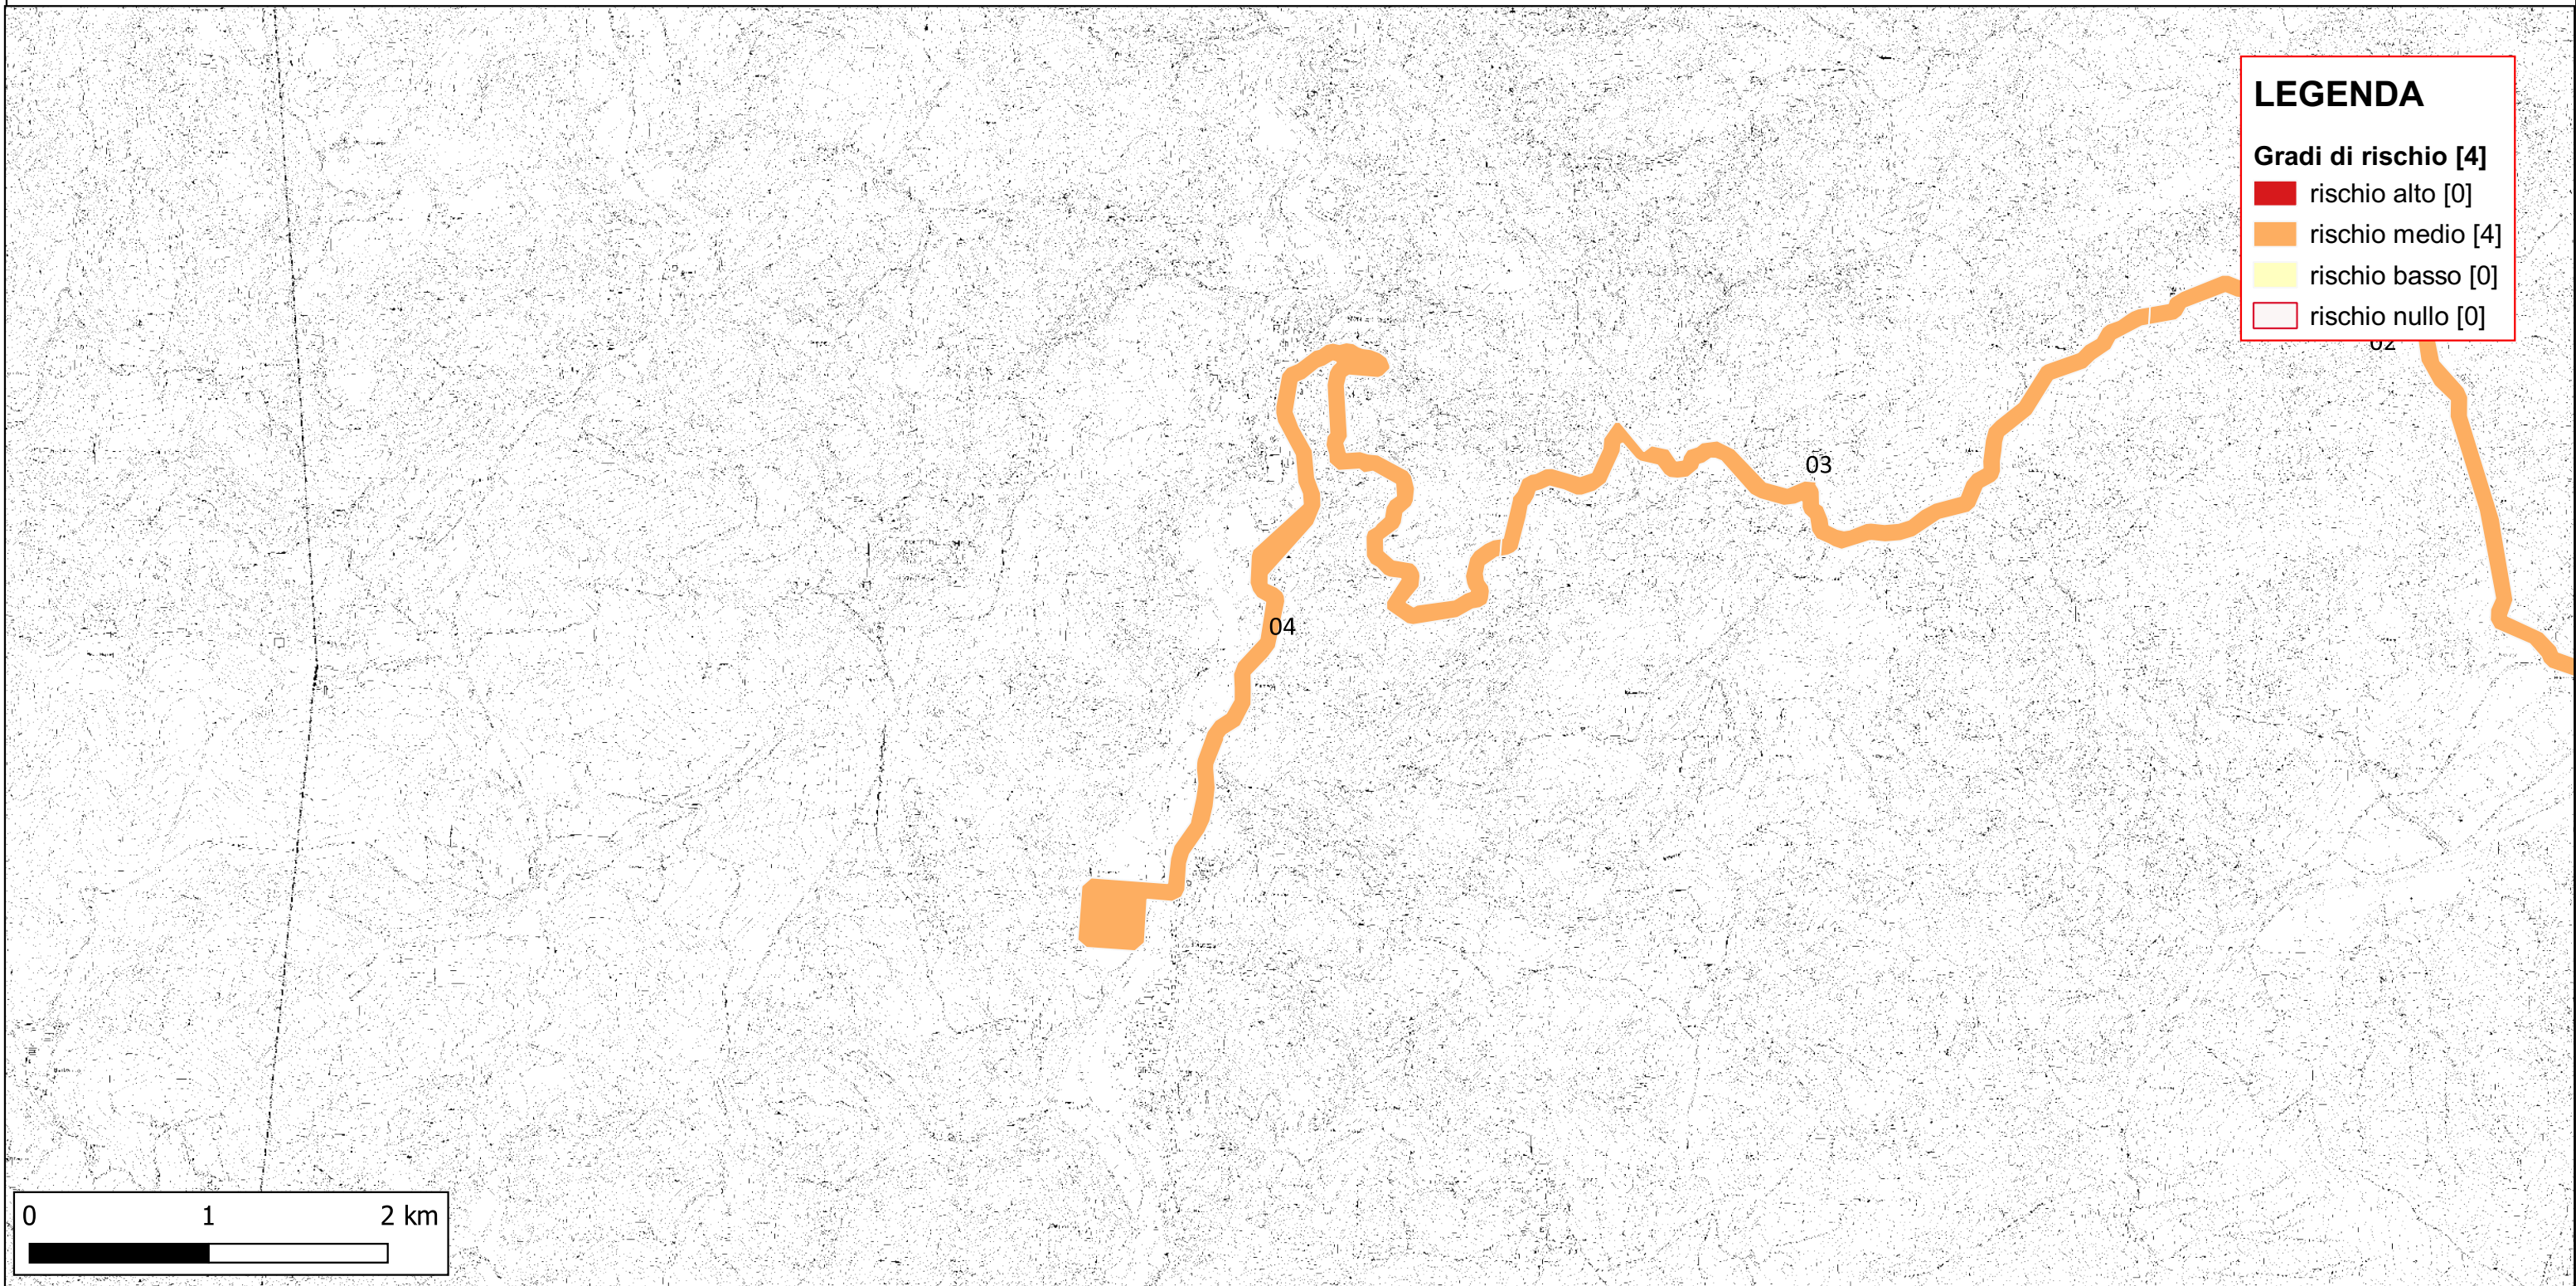 LEGENDA
Gradi di rischio [4]
rischio alto [0]
rischio medio [4]
rischio basso [0]
rischio nullo [0]
02
03
04
0 1 2 km